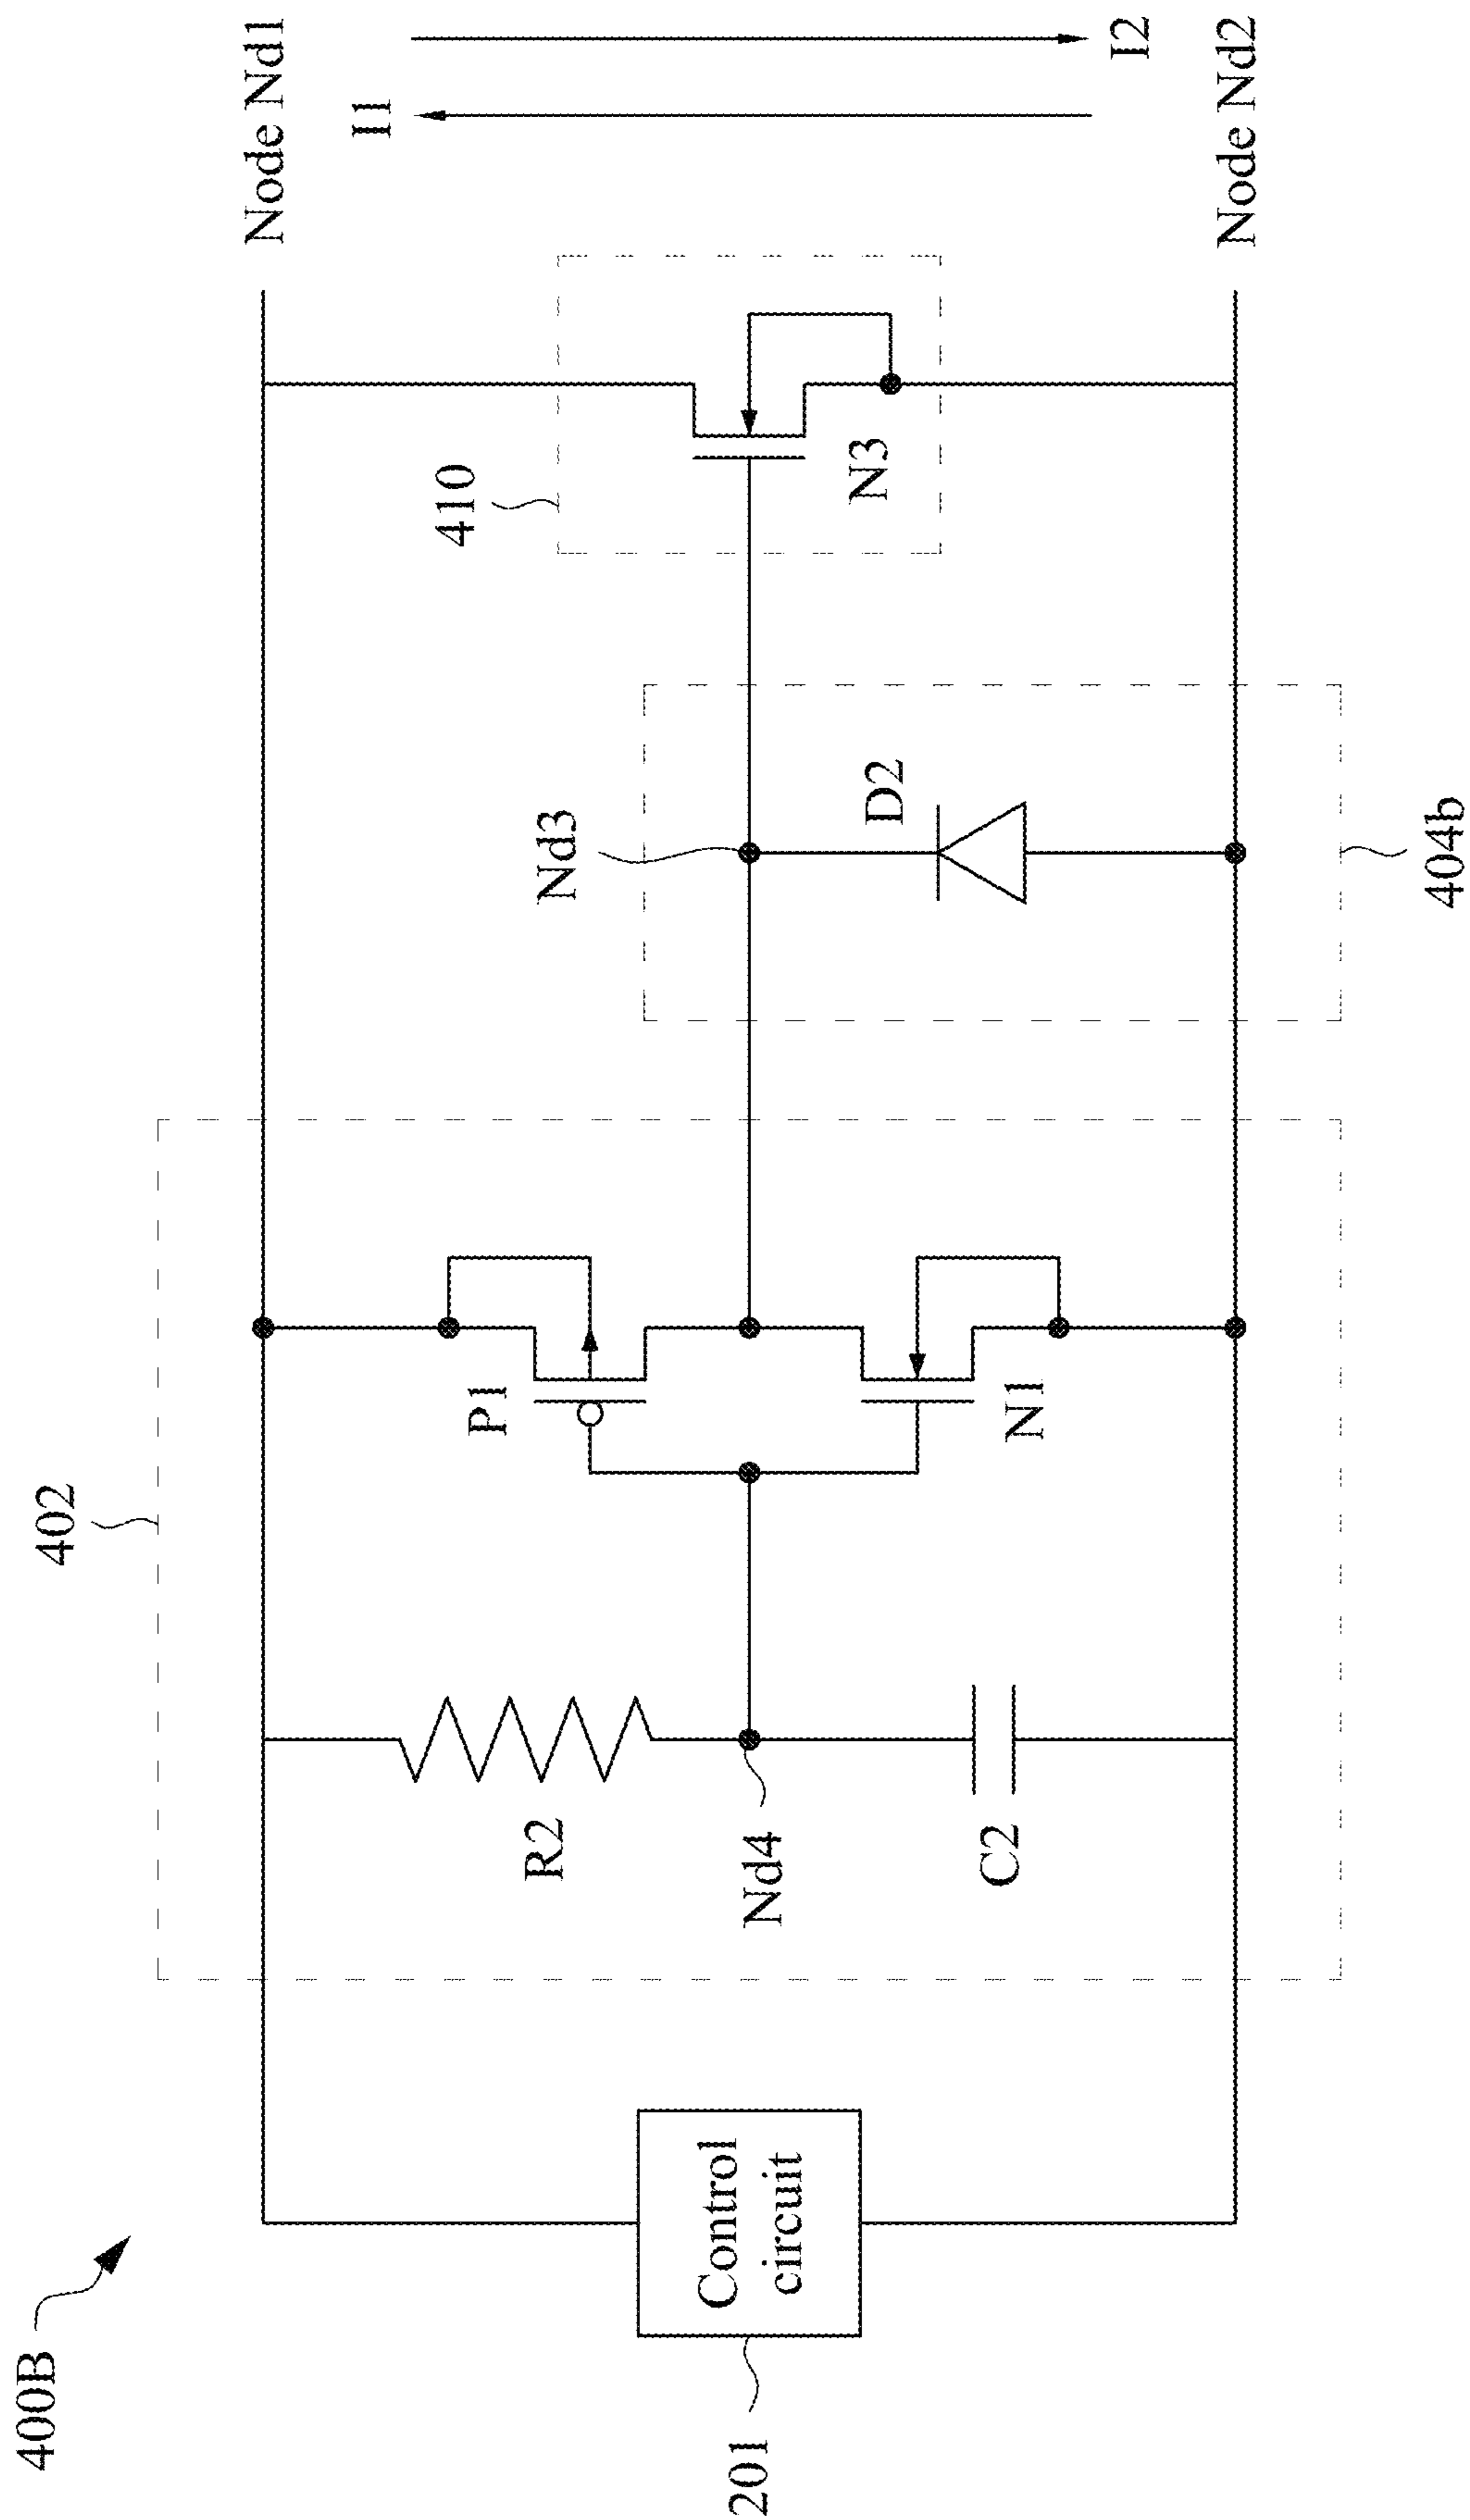 400B
402
Node Nd1
I1
I2
410
R2
P1
Nd3
N3
201
Control
circuit
Nd4
D2
C2
N1
404b
Node Nd2